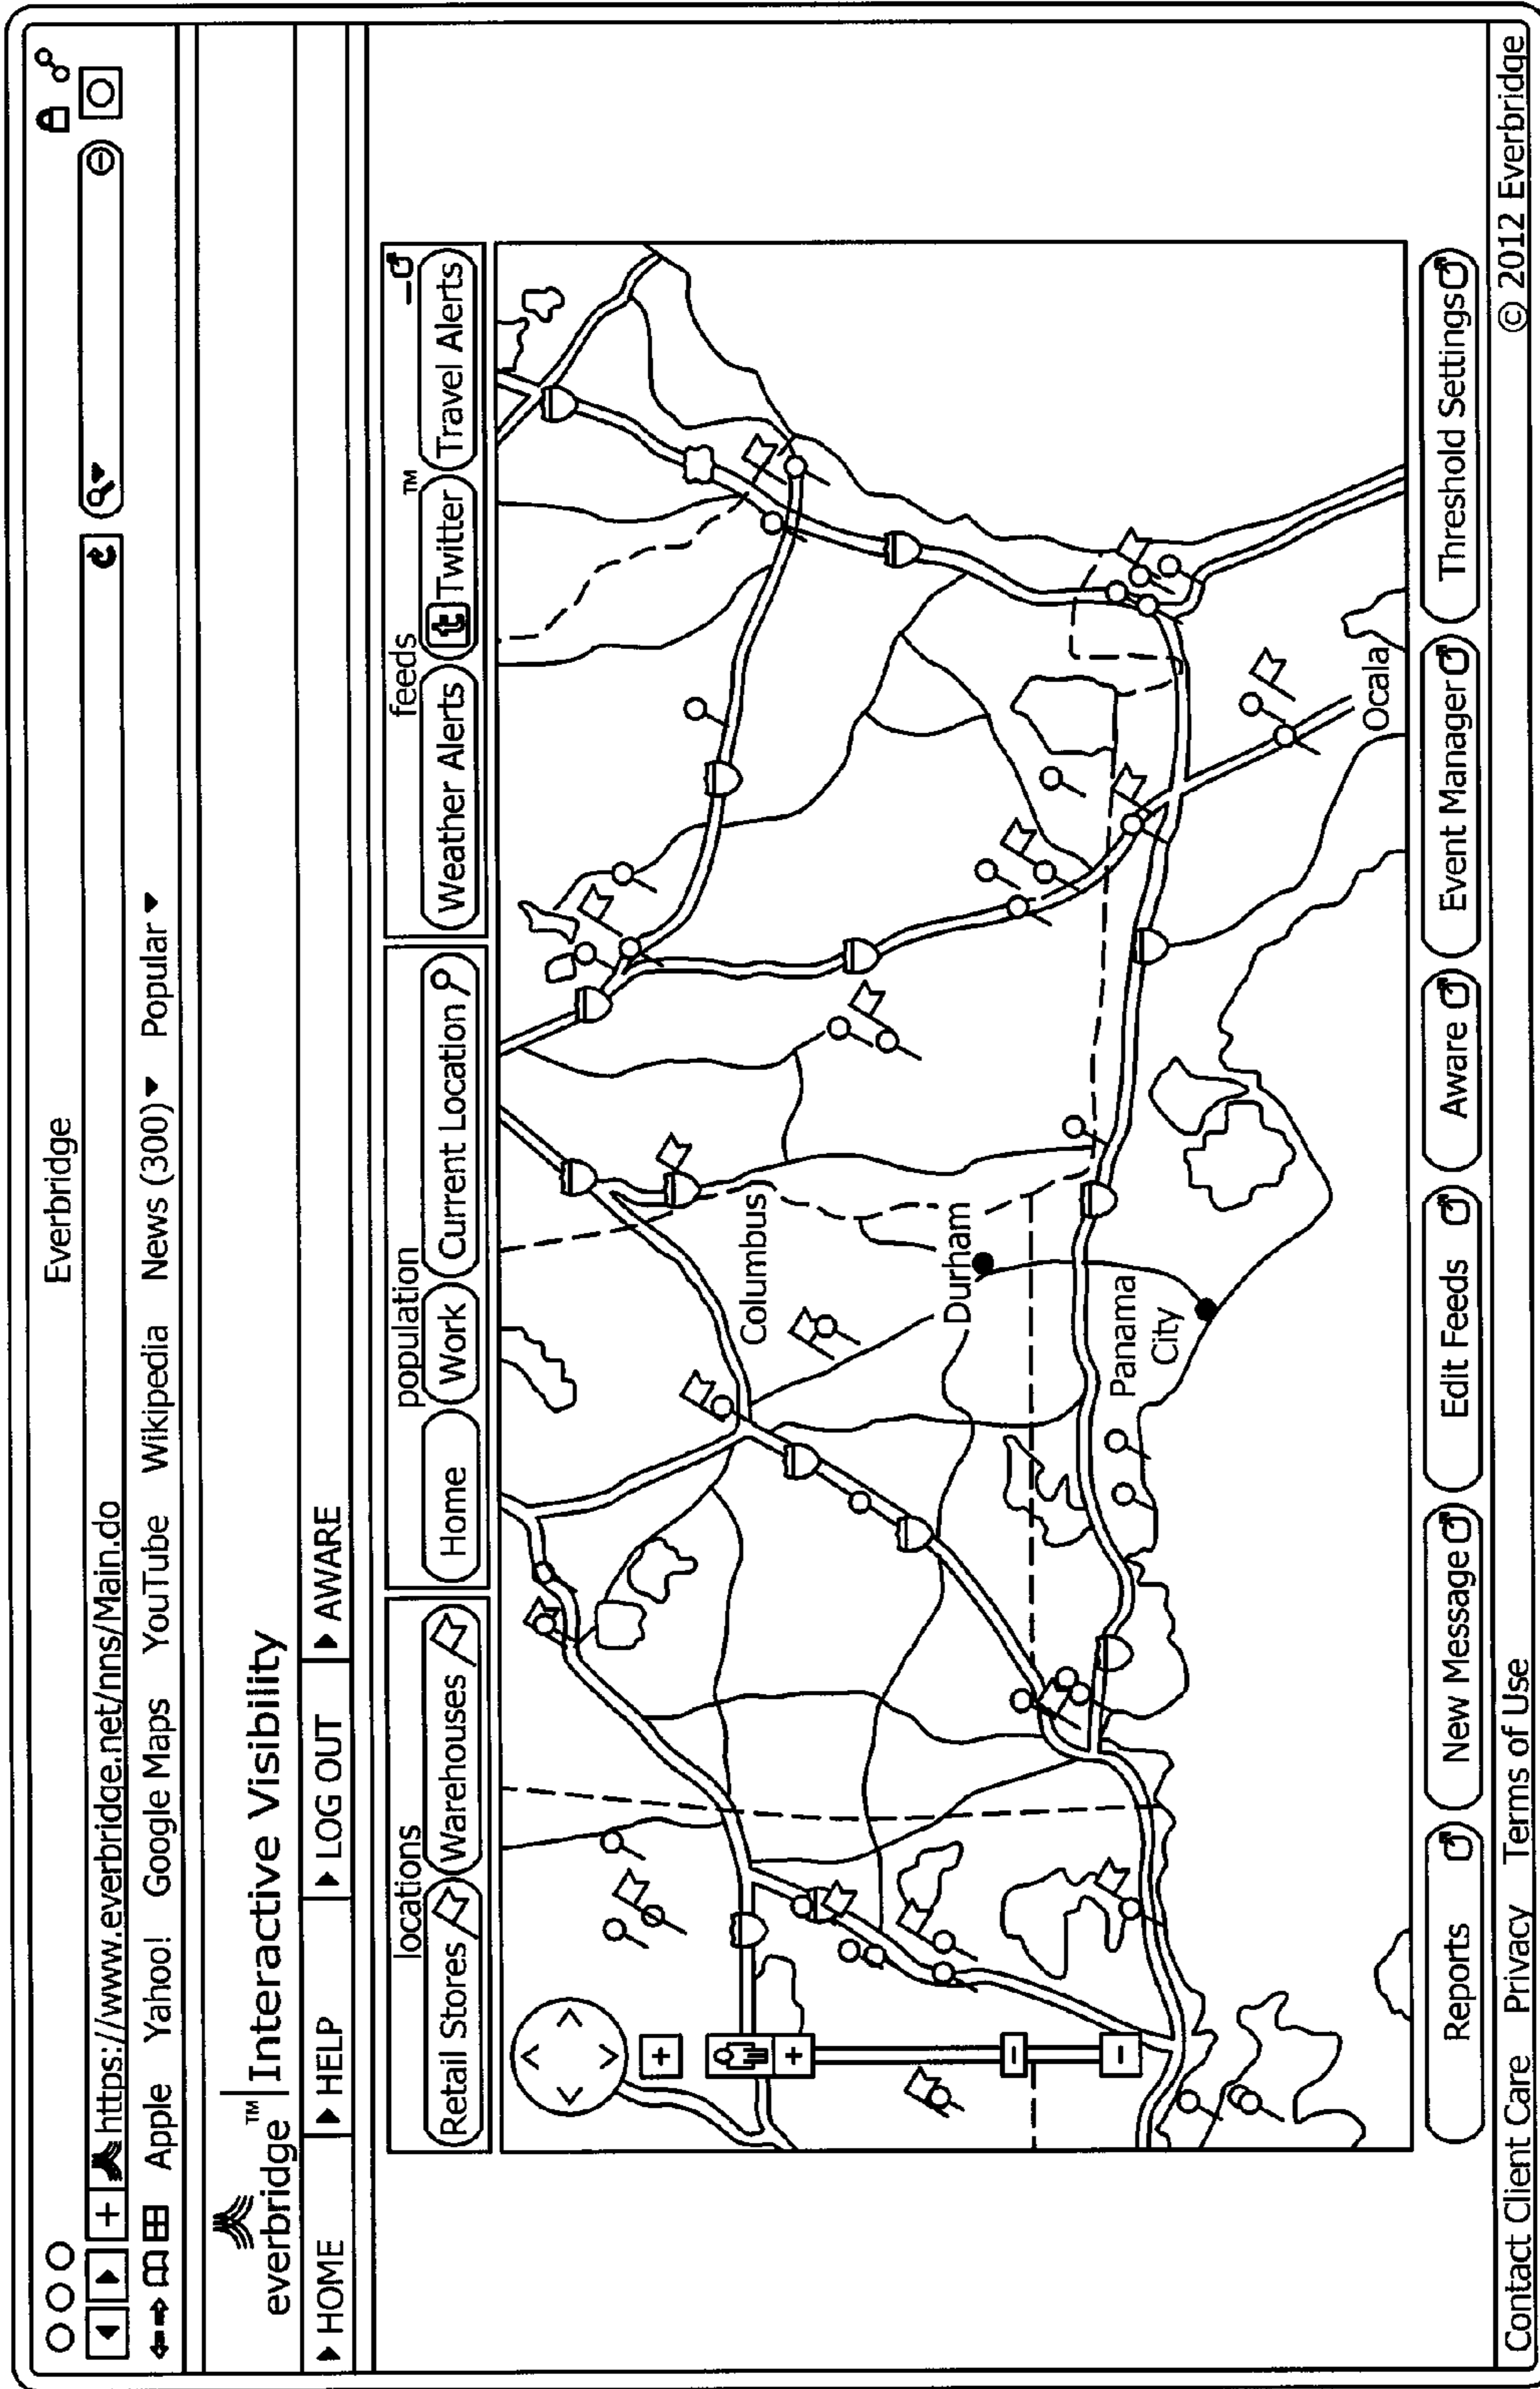 Everbridge
https://www.everbridge.net/nns/Main.do
Apple Yahoo! Google Maps YouTube Wikipedia News (300) Popular
everbridge™ Interactive Visibility
HOME HELP LOG OUT AWARE
locations population feeds
Retail Stores Warehouses Home Work Current Location Weather Alerts t Twitter™ Travel Alerts
Columbus
Durham
Panama
City
Ocala
Reports New Message Edit Feeds Aware Event Manager Threshold Settings
Contact Client Care Privacy Terms of Use © 2012 Everbridge